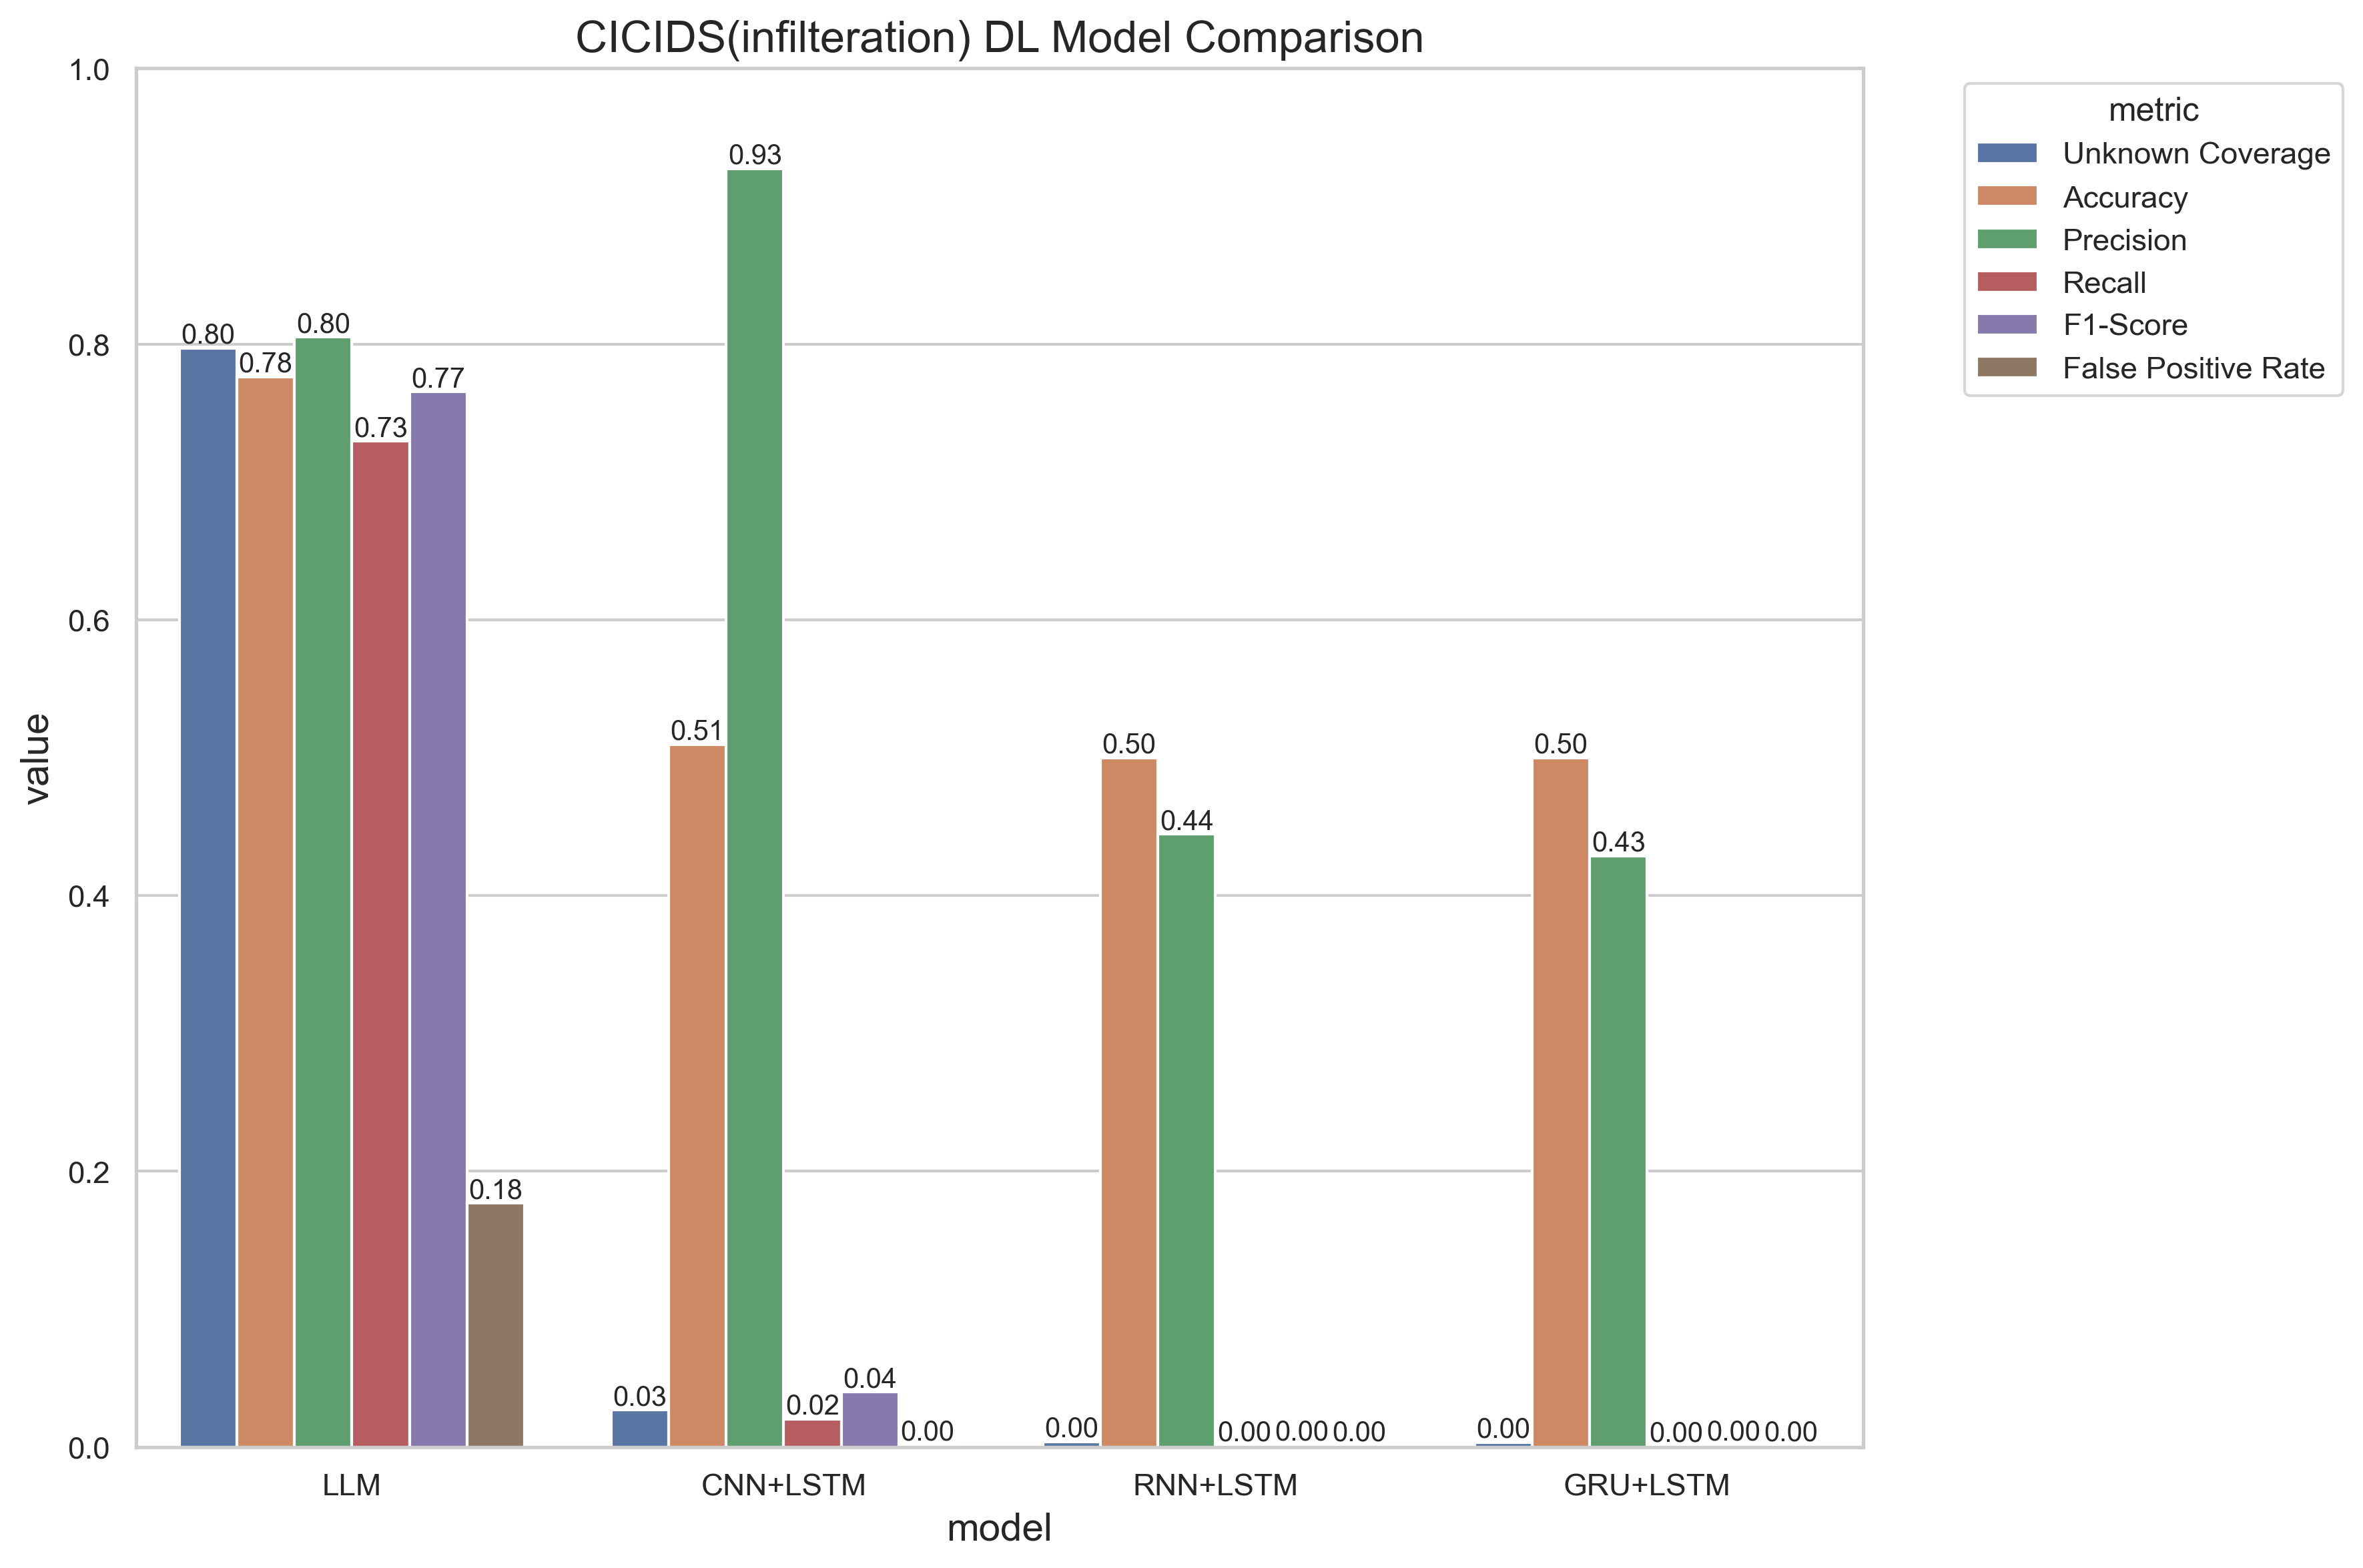 CICIDS(infilteration) DL Model Comparison
metric
Unknown Coverage
Accuracy
Precision
Recall
F1-Score
False Positive Rate
value
1.0
0.8
0.6
0.4
0.2
0.0
0.80
0.78
0.80
0.73
0.77
0.18
0.03
0.51
0.93
0.02
0.04
0.00
0.00
0.50
0.44
0.00
0.00
0.00
0.00
0.50
0.43
0.00
0.00
0.00
LLM
CNN+LSTM
RNN+LSTM
GRU+LSTM
model